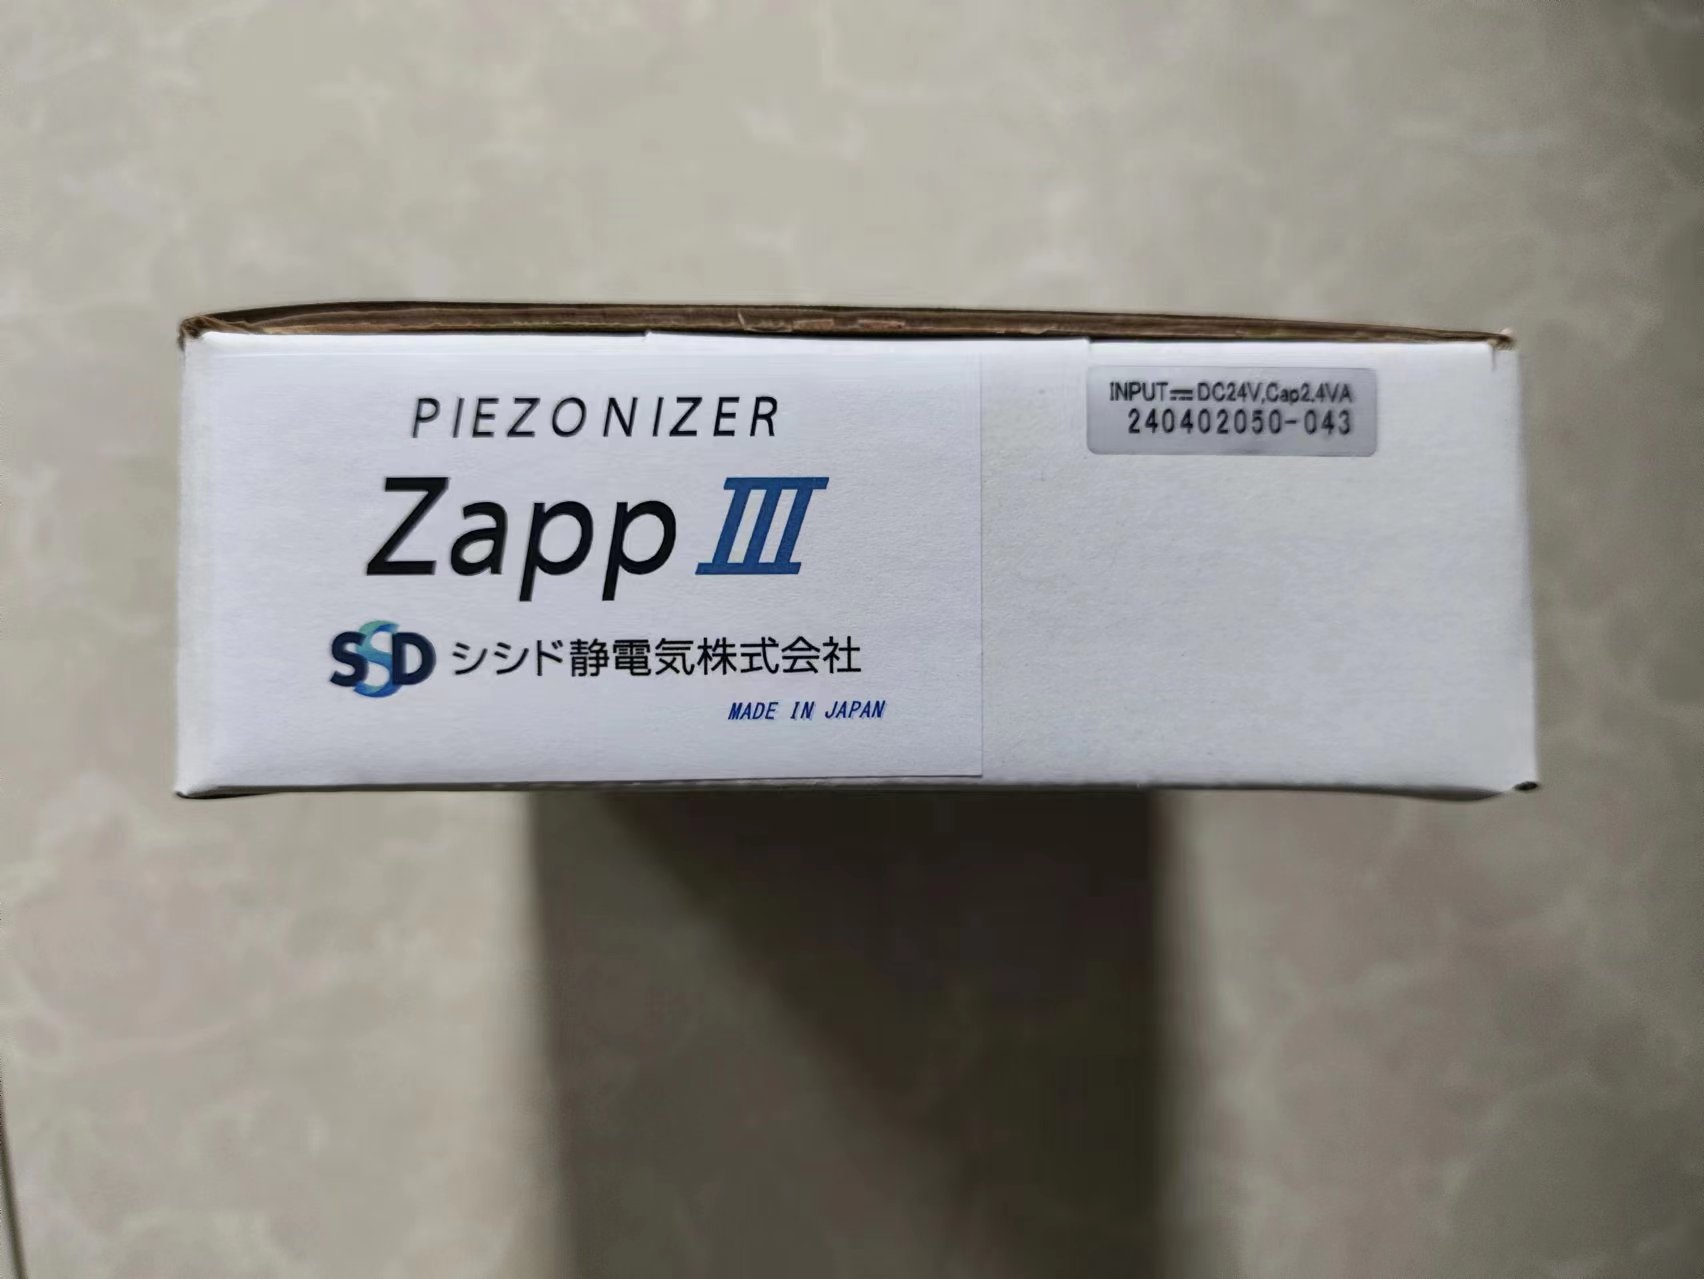 PIEZONIZER
Zapp III
SSD シシド静電気株式会社
MADE IN JAPAN
INPUT⎓DC24V,Cap2.4VA
240402050-043